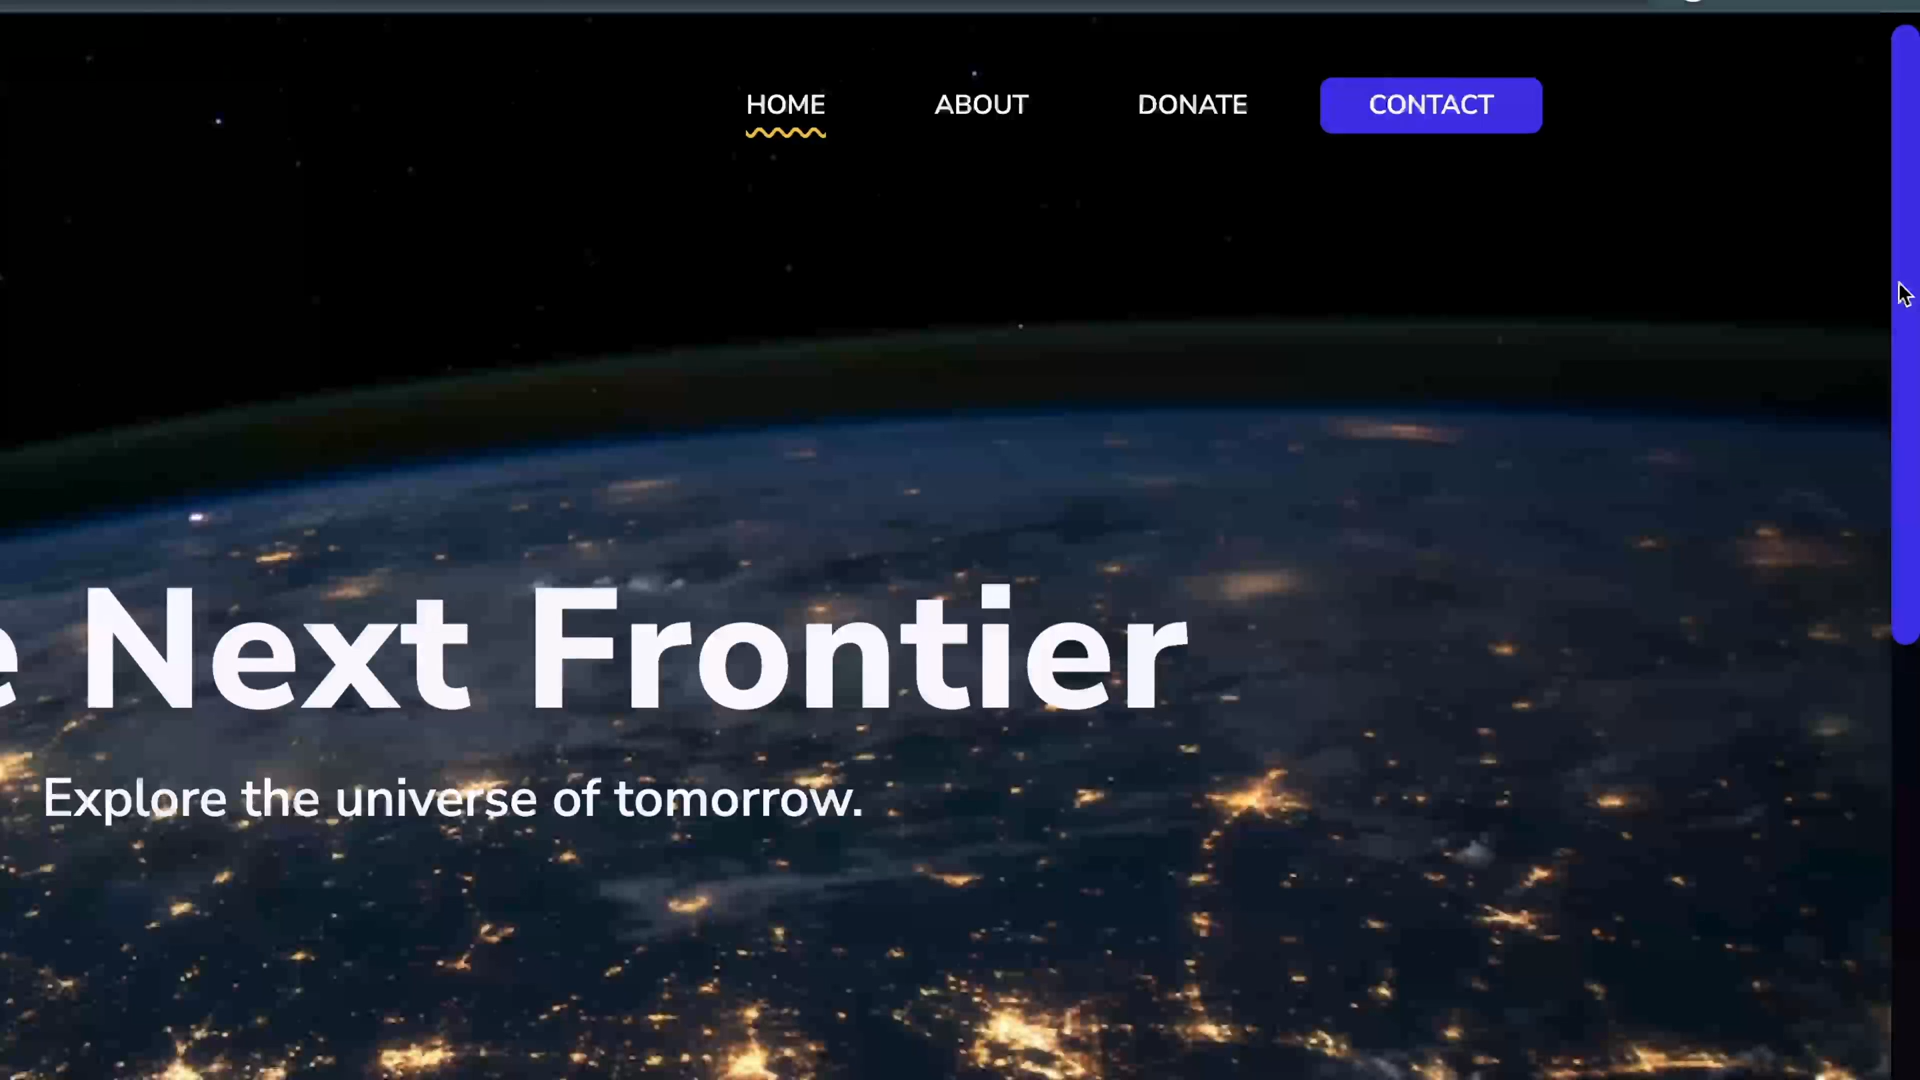 HOME ABOUT DONATE CONTACT
e Next Frontier
Explore the universe of tomorrow.